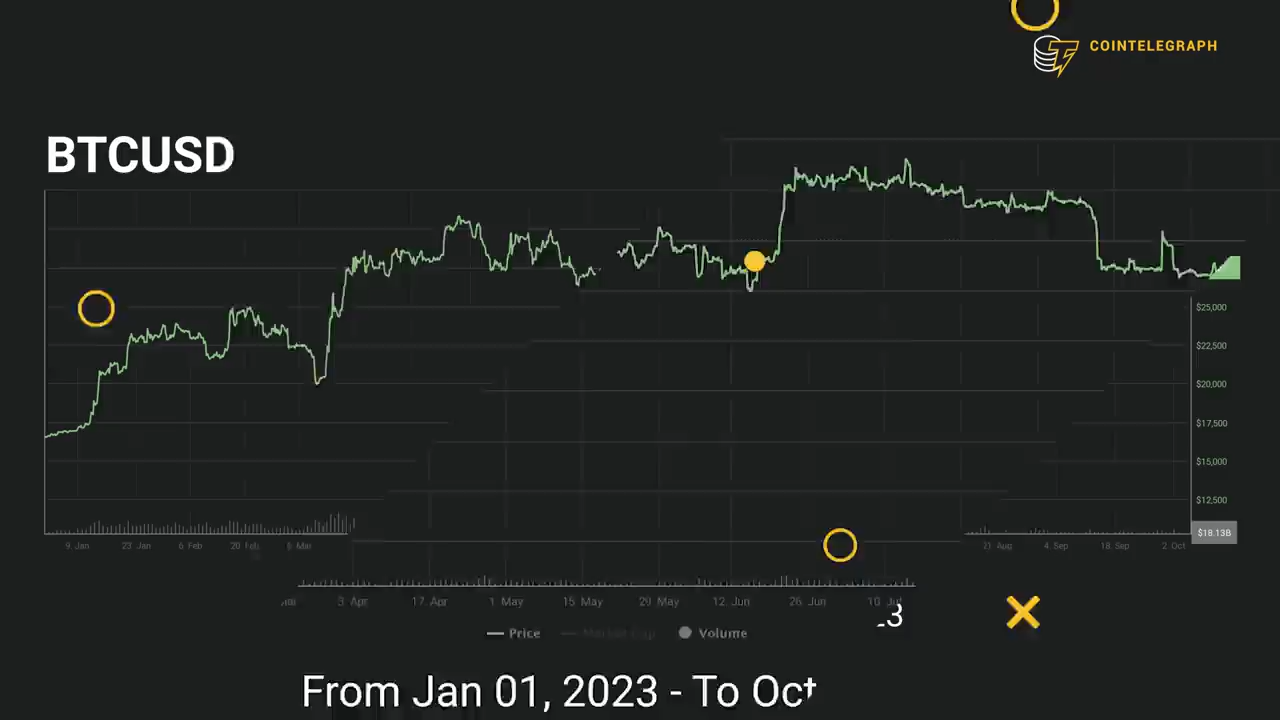 COINTELEGRAPH
BTCUSD
$25,000
$22,500
$20,000
$17,500
$15,000
$12,500
$18.13B
9. Jan 23. Jan 6. Feb 20. Feb 6. Mar 21. Aug 4. Sep 18. Sep 2. Oct
3. Apr 17. Apr 1. May 15. May 29. May 12. Jun 26. Jun 10. Jul
Price Market Cap Volume
From Jan 01, 2023 - To Oct